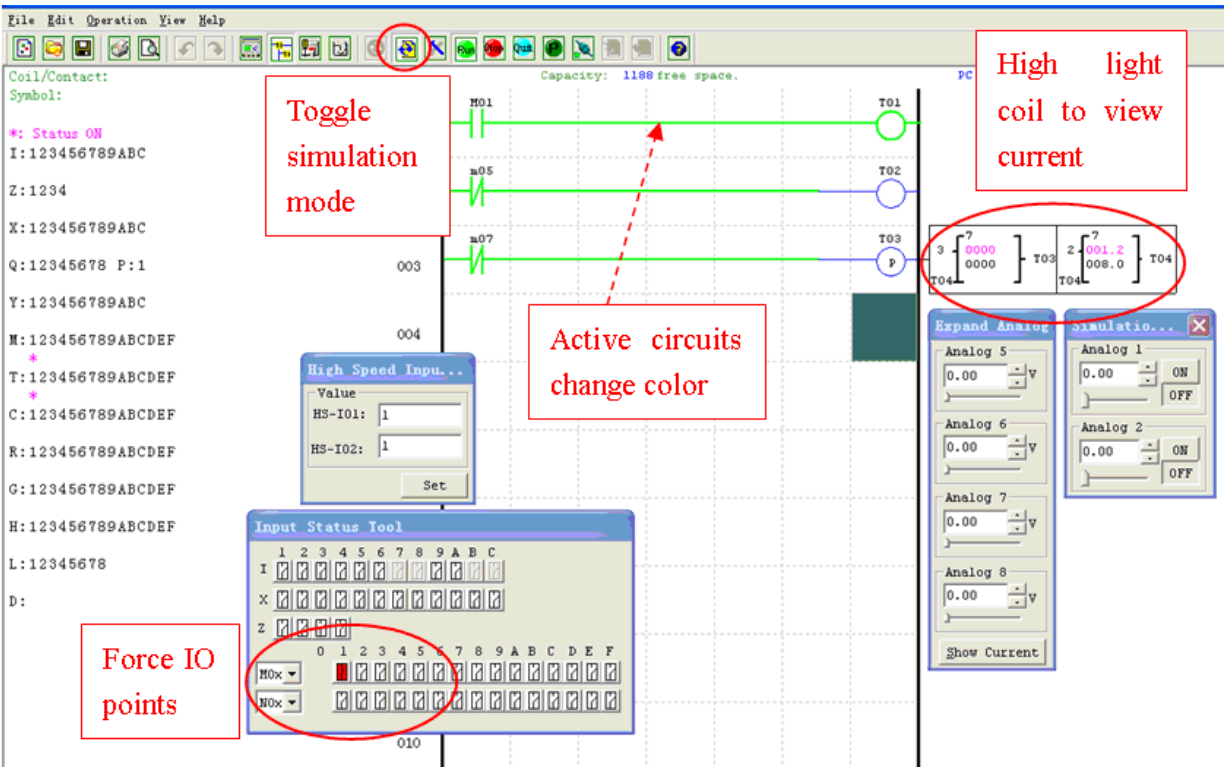 File Edit Operation View Help
Coil/Contact:
Capacity: 1188 free space.
PC
Symbol:
*: Status ON
I:123456789ABC
Z:1234
X:123456789ABC
Q:12345678 P:1
Y:123456789ABC
M:123456789ABCDEF
*
T:123456789ABCDEF
*
C:123456789ABCDEF
R:123456789ABCDEF
G:123456789ABCDEF
H:123456789ABCDEF
L:12345678
D:
Toggle
simulation
mode
High light
coil to view
current
M01
T01
m05
T02
m07
T03
P
003
004
010
3
7
0000
0000
T03
T04
2
7
001.2
008.0
T04
T04
Active circuits
change color
High Speed Inpu...
Value
HS-I01: 1
HS-I02: 1
Set
Input Status Tool
1 2 3 4 5 6 7 8 9 A B C
I
X
Z
0 1 2 3 4 5 6 7 8 9 A B C D E F
M0x
N0x
Force IO
points
Expand Analog
Analog 5
0.00 V
Analog 6
0.00 V
Analog 7
0.00 V
Analog 8
0.00 V
Show Current
Simulatio...
Analog 1
0.00 ON
OFF
Analog 2
0.00 ON
OFF